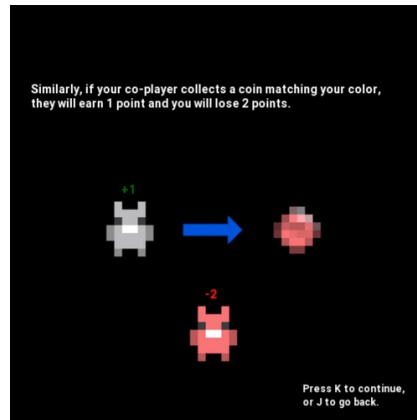 Similarly, if your co-player collects a coin matching your color,
they will earn 1 point and you will lose 2 points.
+1
-2
Press K to continue,
or J to go back.